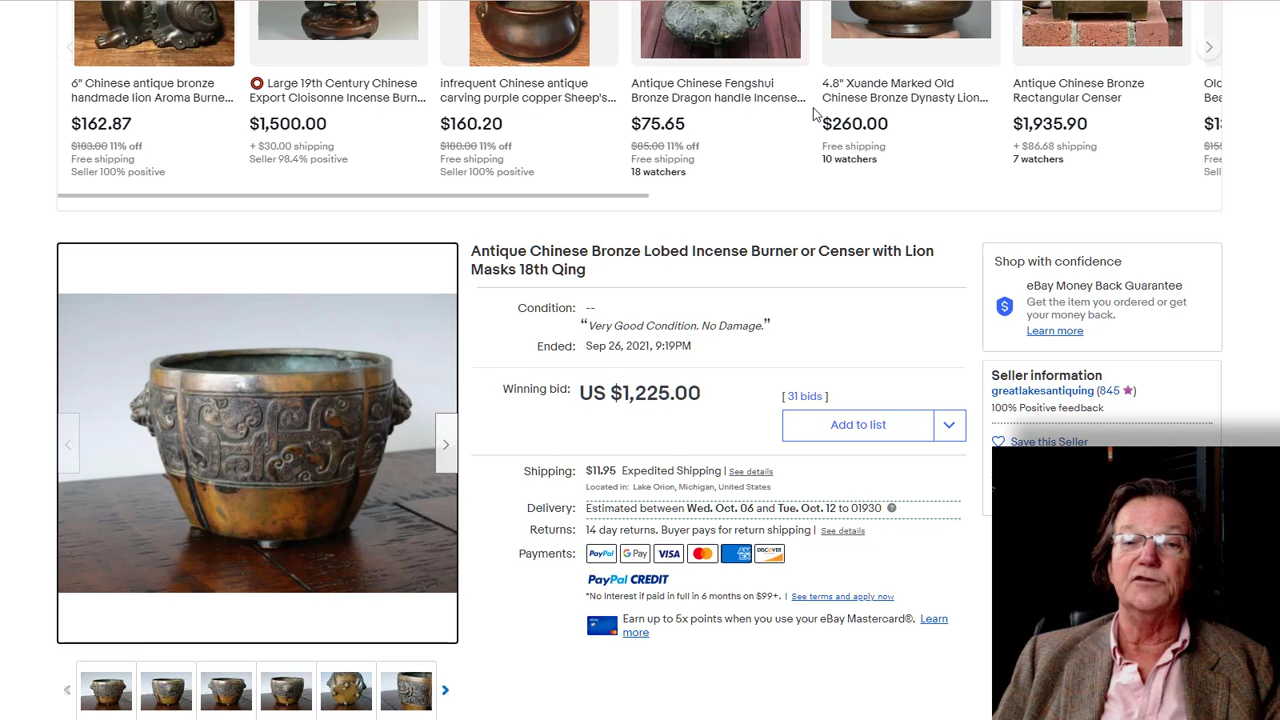 6" Chinese antique bronze
handmade lion Aroma Burne...
$162.87
$183.00 11% off
Free shipping
Seller 100% positive
Large 19th Century Chinese
Export Cloisonne Incense Burn...
$1,500.00
+ $30.00 shipping
Seller 98.4% positive
infrequent Chinese antique
carving purple copper Sheep's...
$160.20
$180.00 11% off
Free shipping
Seller 100% positive
Antique Chinese Fengshui
Bronze Dragon handle Incense...
$75.65
$85.00 11% off
Free shipping
18 watchers
4.8" Xuande Marked Old
Chinese Bronze Dynasty Lion...
$260.00
Free shipping
10 watchers
Antique Chinese Bronze
Rectangular Censer
$1,935.90
+ $86.68 shipping
7 watchers
Antique Chinese Bronze Lobed Incense Burner or Censer with Lion
Masks 18th Qing
Condition: --
“Very Good Condition. No Damage.”
Ended: Sep 26, 2021, 9:19PM
Winning bid: US $1,225.00 [ 31 bids ]
Add to list
Shipping: $11.95 Expedited Shipping | See details
Located in: Lake Orion, Michigan, United States
Delivery: Estimated between Wed. Oct. 06 and Tue. Oct. 12 to 01930
Returns: 14 day returns. Buyer pays for return shipping | See details
Payments: PayPal G Pay VISA MasterCard AM EX DISCOVER
PayPal CREDIT
*No Interest if paid in full in 6 months on $99+. | See terms and apply now
Earn up to 5x points when you use your eBay Mastercard®. Learn
more
Shop with confidence
eBay Money Back Guarantee
Get the item you ordered or get
your money back.
Learn more
Seller information
greatlakesantiquing (845 ★)
100% Positive feedback
Save this Seller